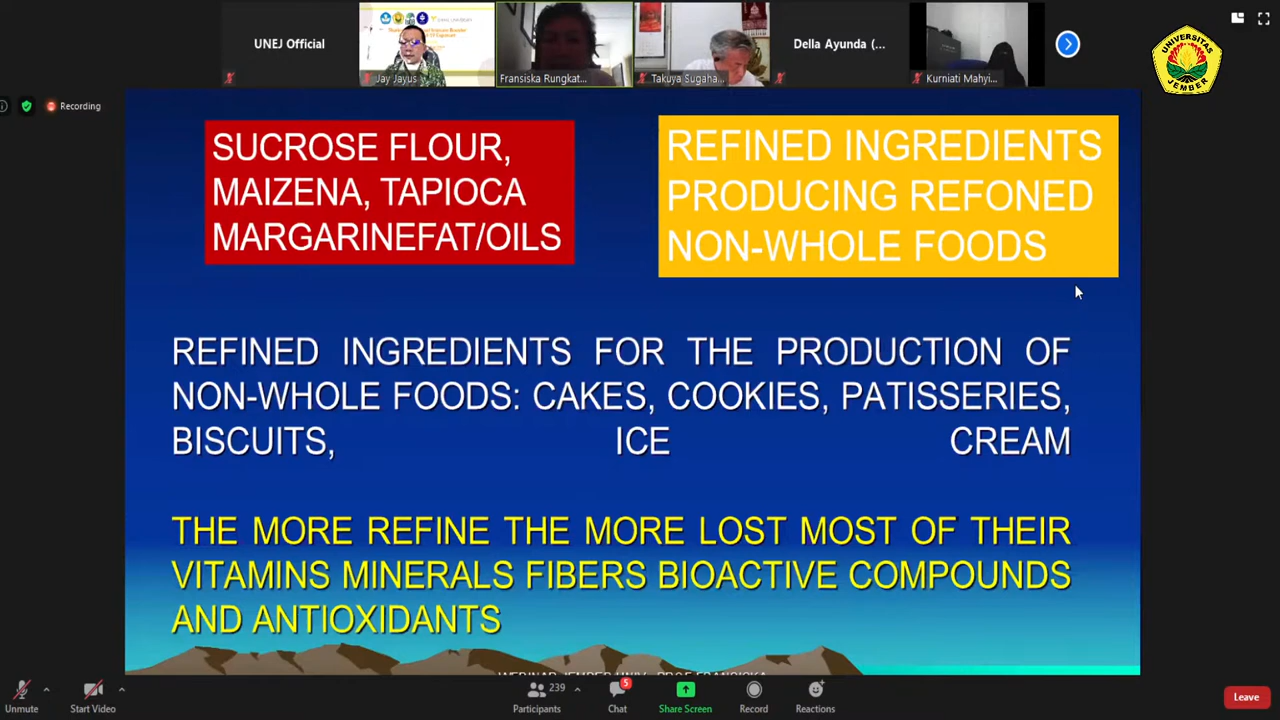 UNEJ Official
Jay Jayus
Fransiska Rungkat...
Takuya Sugaha...
Della Ayunda (...
Kurniati Mahyi...
UNIVERSITAS
JEMBER
Recording
SUCROSE FLOUR,
MAIZENA, TAPIOCA
MARGARINEFAT/OILS
REFINED INGREDIENTS
PRODUCING REFONED
NON-WHOLE FOODS
REFINED INGREDIENTS FOR THE PRODUCTION OF
NON-WHOLE FOODS: CAKES, COOKIES, PATISSERIES,
BISCUITS, ICE CREAM
THE MORE REFINE THE MORE LOST MOST OF THEIR
VITAMINS MINERALS FIBERS BIOACTIVE COMPOUNDS
AND ANTIOXIDANTS
Unmute
Start Video
239
Participants
5
Chat
Share Screen
Record
Reactions
Leave